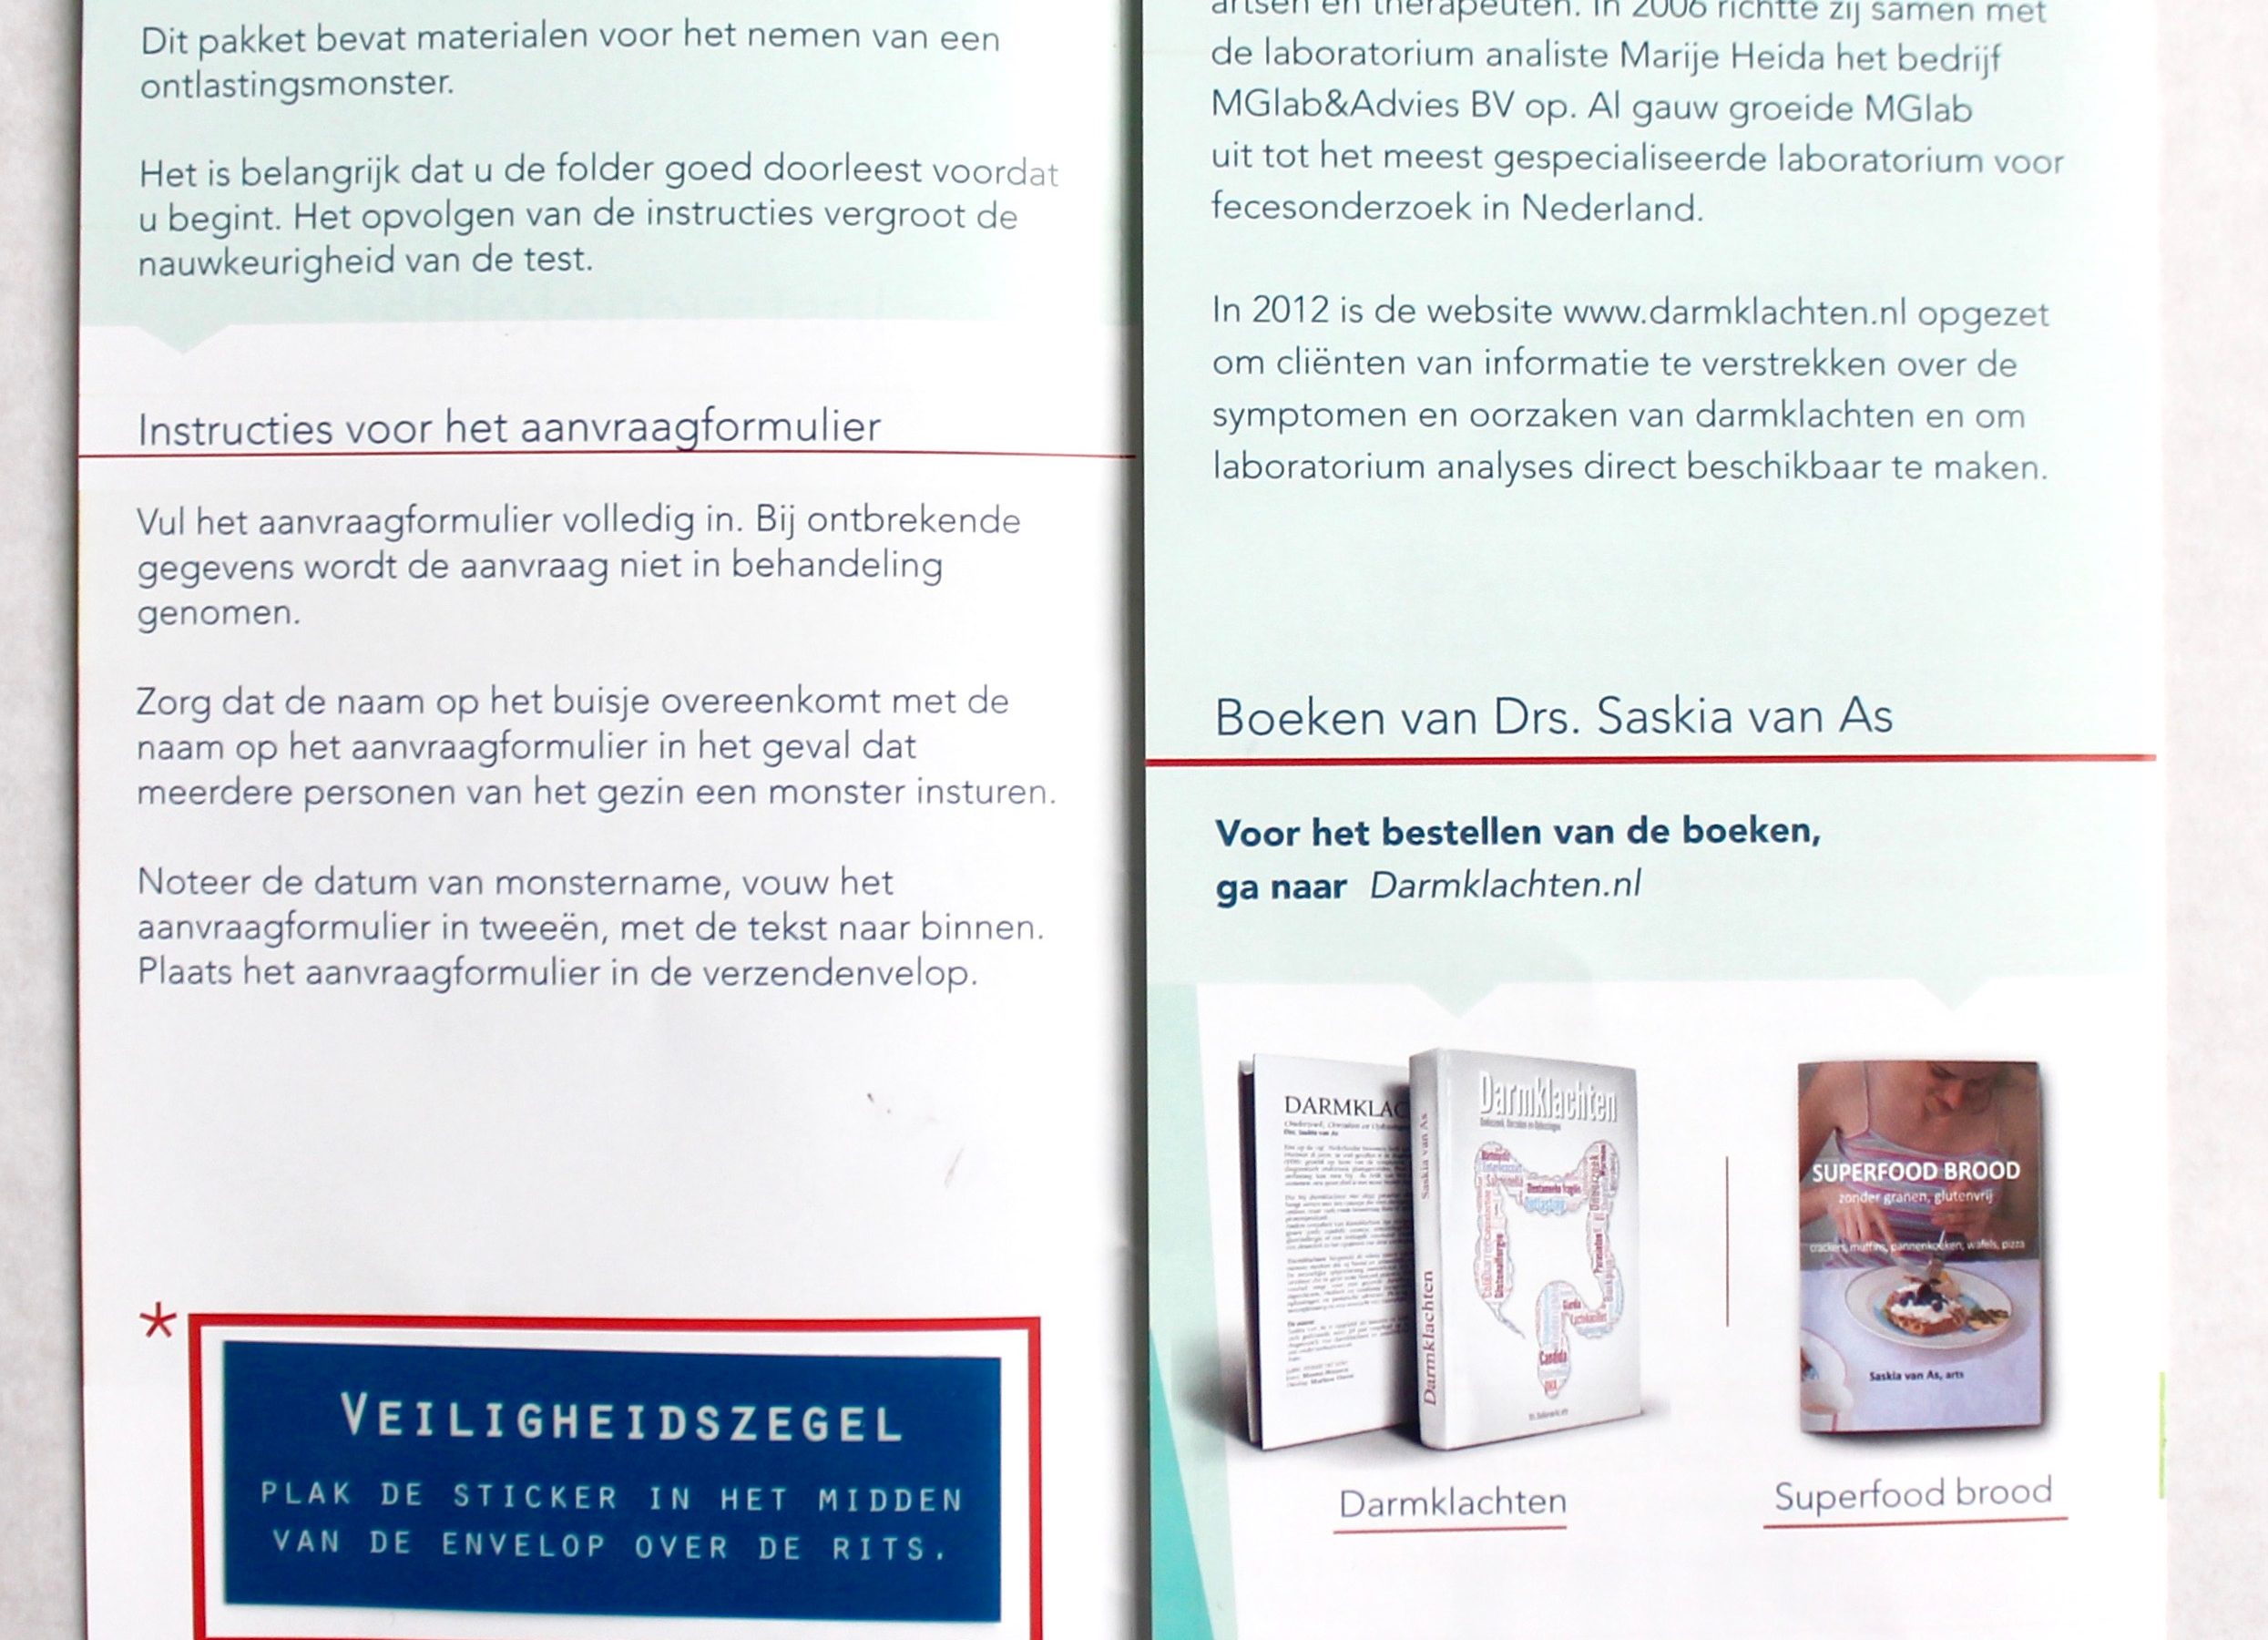 Dit pakket bevat materialen voor het nemen van een
ontlastingsmonster.
Het is belangrijk dat u de folder goed doorleest voordat
u begint. Het opvolgen van de instructies vergroot de
nauwkeurigheid van de test.
Instructies voor het aanvraagformulier
Vul het aanvraagformulier volledig in. Bij ontbrekende
gegevens wordt de aanvraag niet in behandeling
genomen.
Zorg dat de naam op het buisje overeenkomt met de
naam op het aanvraagformulier in het geval dat
meerdere personen van het gezin een monster insturen.
Noteer de datum van monstername, vouw het
aanvraagformulier in tweeën, met de tekst naar binnen.
Plaats het aanvraagformulier in de verzendenvelop.
*
VEILIGHEIDSZEGEL
PLAK DE STICKER IN HET MIDDEN
VAN DE ENVELOP OVER DE RITS.
artsen en therapeuten. In 2006 richtte zij samen met
de laboratorium analiste Marije Heida het bedrijf
MGlab&Advies BV op. Al gauw groeide MGlab
uit tot het meest gespecialiseerde laboratorium voor
fecesonderzoek in Nederland.
In 2012 is de website www.darmklachten.nl opgezet
om cliënten van informatie te verstrekken over de
symptomen en oorzaken van darmklachten en om
laboratorium analyses direct beschikbaar te maken.
Boeken van Drs. Saskia van As
Voor het bestellen van de boeken,
ga naar Darmklachten.nl
DARMKLAC
Saskia van As
Darmklachten
Darmklachten
Salmonella
Dientamoeba fragilis
Glutenallergie
Parasieten
Giardia
Candida
SUPERFOOD BROOD
zonder granen, glutenvrij
crackers, muffins, pannenkoeken, wafels, pizza
Saskia van As, arts
Darmklachten
Superfood brood